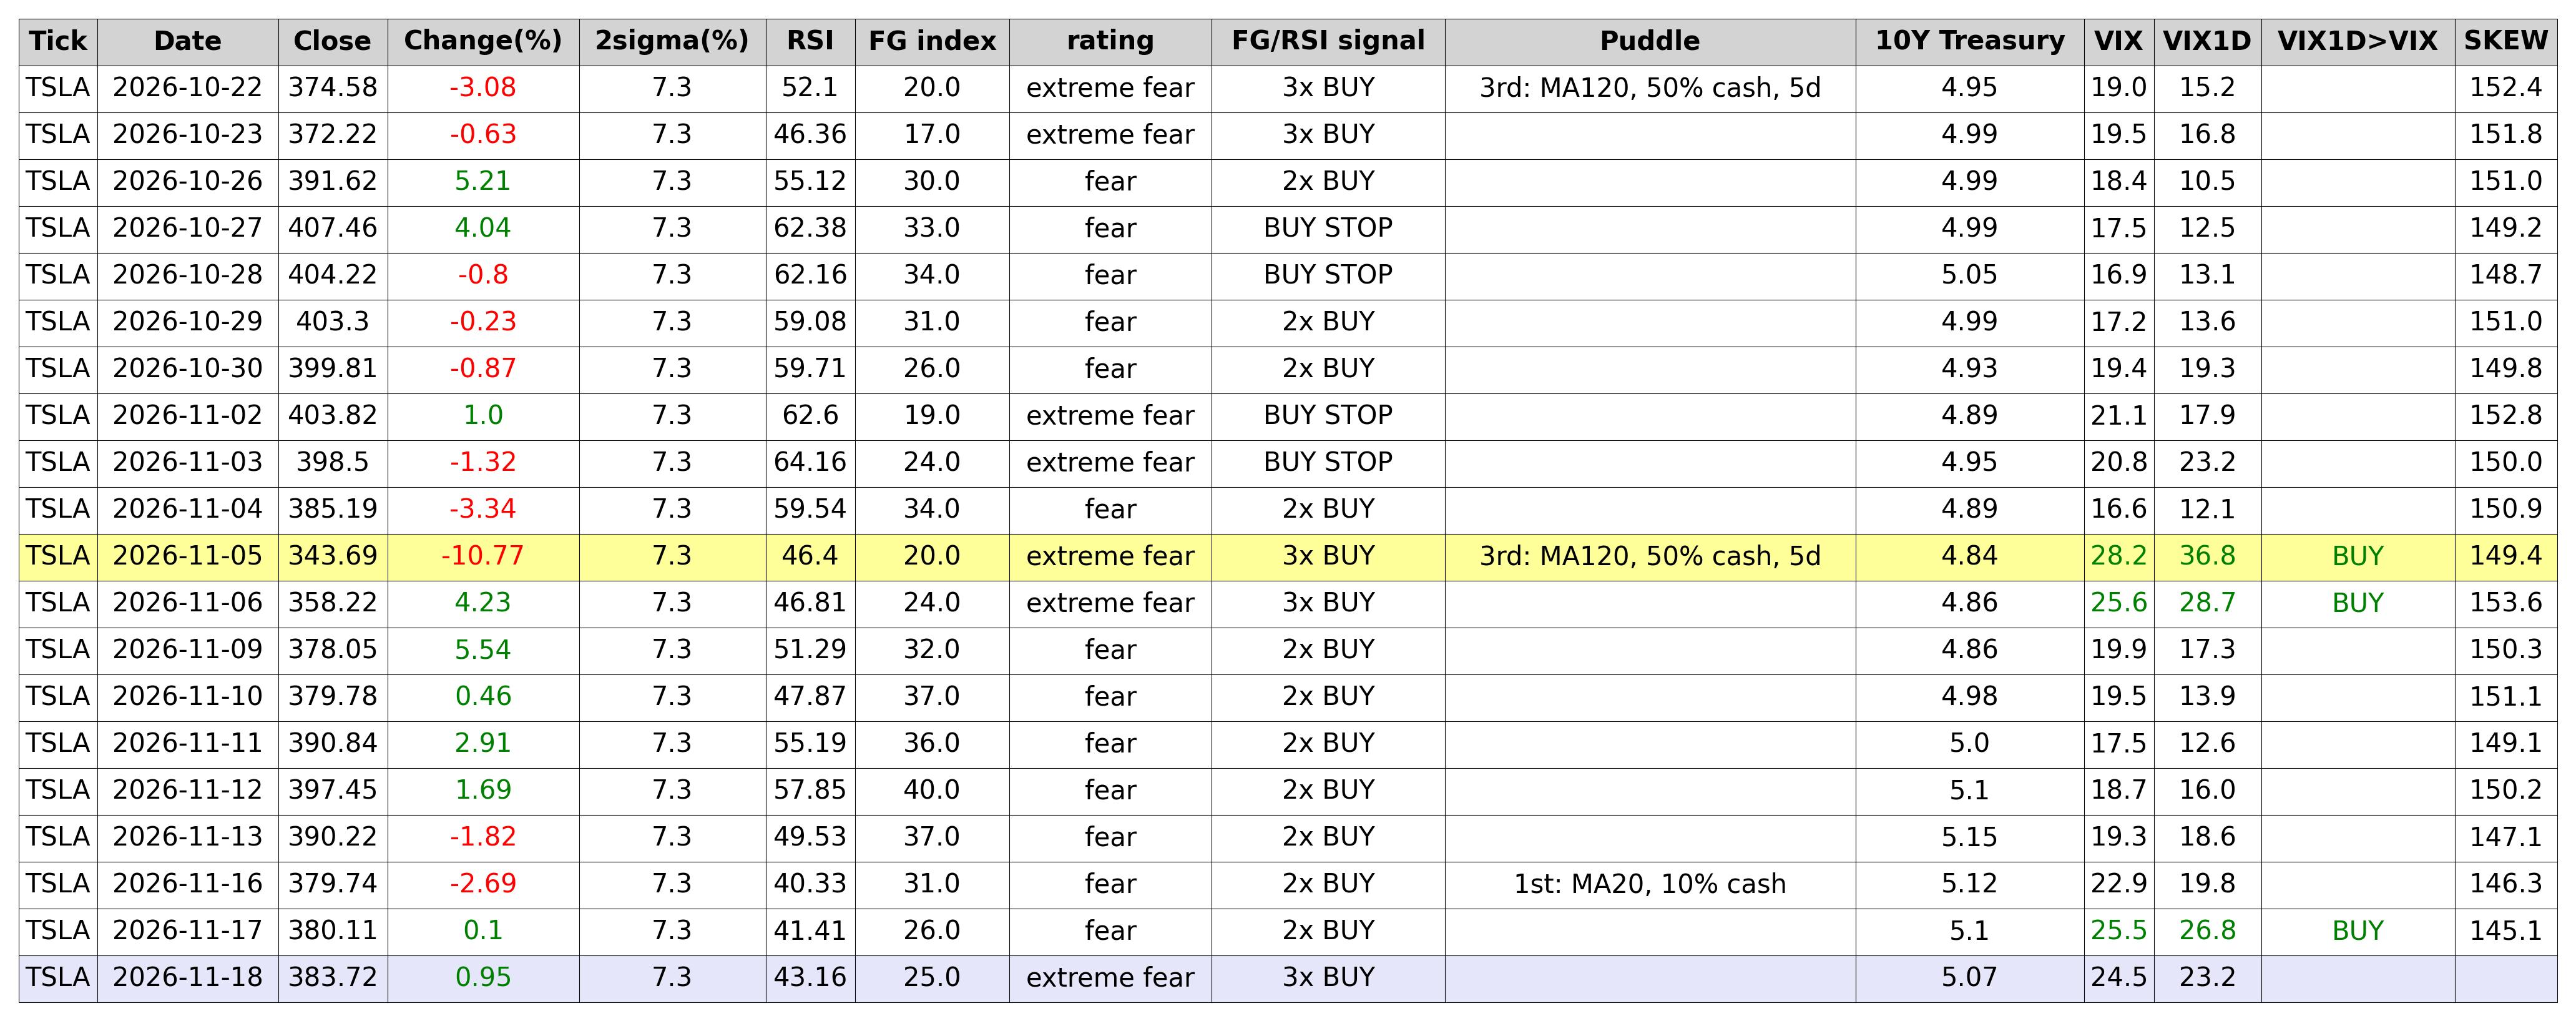 Tick Date Close Change(%) 2sigma(%) RSI FG index rating FG/RSI signal Puddle 10Y Treasury VIX VIX1D VIX1D>VIX SKEW
TSLA 2026-10-22 374.58 -3.08 7.3 52.1 20.0 extreme fear 3x BUY 3rd: MA120, 50% cash, 5d 4.95 19.0 15.2 152.4
TSLA 2026-10-23 372.22 -0.63 7.3 46.36 17.0 extreme fear 3x BUY 4.99 19.5 16.8 151.8
TSLA 2026-10-26 391.62 5.21 7.3 55.12 30.0 fear 2x BUY 4.99 18.4 10.5 151.0
TSLA 2026-10-27 407.46 4.04 7.3 62.38 33.0 fear BUY STOP 4.99 17.5 12.5 149.2
TSLA 2026-10-28 404.22 -0.8 7.3 62.16 34.0 fear BUY STOP 5.05 16.9 13.1 148.7
TSLA 2026-10-29 403.3 -0.23 7.3 59.08 31.0 fear 2x BUY 4.99 17.2 13.6 151.0
TSLA 2026-10-30 399.81 -0.87 7.3 59.71 26.0 fear 2x BUY 4.93 19.4 19.3 149.8
TSLA 2026-11-02 403.82 1.0 7.3 62.6 19.0 extreme fear BUY STOP 4.89 21.1 17.9 152.8
TSLA 2026-11-03 398.5 -1.32 7.3 64.16 24.0 extreme fear BUY STOP 4.95 20.8 23.2 150.0
TSLA 2026-11-04 385.19 -3.34 7.3 59.54 34.0 fear 2x BUY 4.89 16.6 12.1 150.9
TSLA 2026-11-05 343.69 -10.77 7.3 46.4 20.0 extreme fear 3x BUY 3rd: MA120, 50% cash, 5d 4.84 28.2 36.8 BUY 149.4
TSLA 2026-11-06 358.22 4.23 7.3 46.81 24.0 extreme fear 3x BUY 4.86 25.6 28.7 BUY 153.6
TSLA 2026-11-09 378.05 5.54 7.3 51.29 32.0 fear 2x BUY 4.86 19.9 17.3 150.3
TSLA 2026-11-10 379.78 0.46 7.3 47.87 37.0 fear 2x BUY 4.98 19.5 13.9 151.1
TSLA 2026-11-11 390.84 2.91 7.3 55.19 36.0 fear 2x BUY 5.0 17.5 12.6 149.1
TSLA 2026-11-12 397.45 1.69 7.3 57.85 40.0 fear 2x BUY 5.1 18.7 16.0 150.2
TSLA 2026-11-13 390.22 -1.82 7.3 49.53 37.0 fear 2x BUY 5.15 19.3 18.6 147.1
TSLA 2026-11-16 379.74 -2.69 7.3 40.33 31.0 fear 2x BUY 1st: MA20, 10% cash 5.12 22.9 19.8 146.3
TSLA 2026-11-17 380.11 0.1 7.3 41.41 26.0 fear 2x BUY 5.1 25.5 26.8 BUY 145.1
TSLA 2026-11-18 383.72 0.95 7.3 43.16 25.0 extreme fear 3x BUY 5.07 24.5 23.2